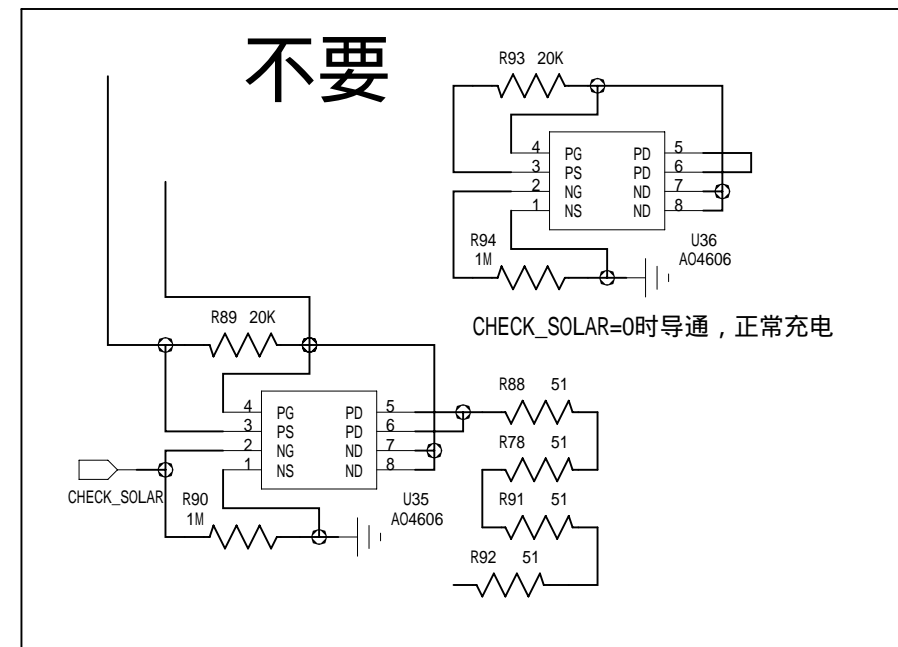 不要
R93 20K
4 PG PD 5
3 PS PD 6
2 NG ND 7
1 NS ND 8
R94
1M
U36
AO4606
CHECK_SOLAR=0时导通，正常充电
R89 20K
4 PG PD 5
3 PS PD 6
2 NG ND 7
1 NS ND 8
CHECK_SOLAR
R90
1M
U35
AO4606
R88 51
R78 51
R91 51
R92 51